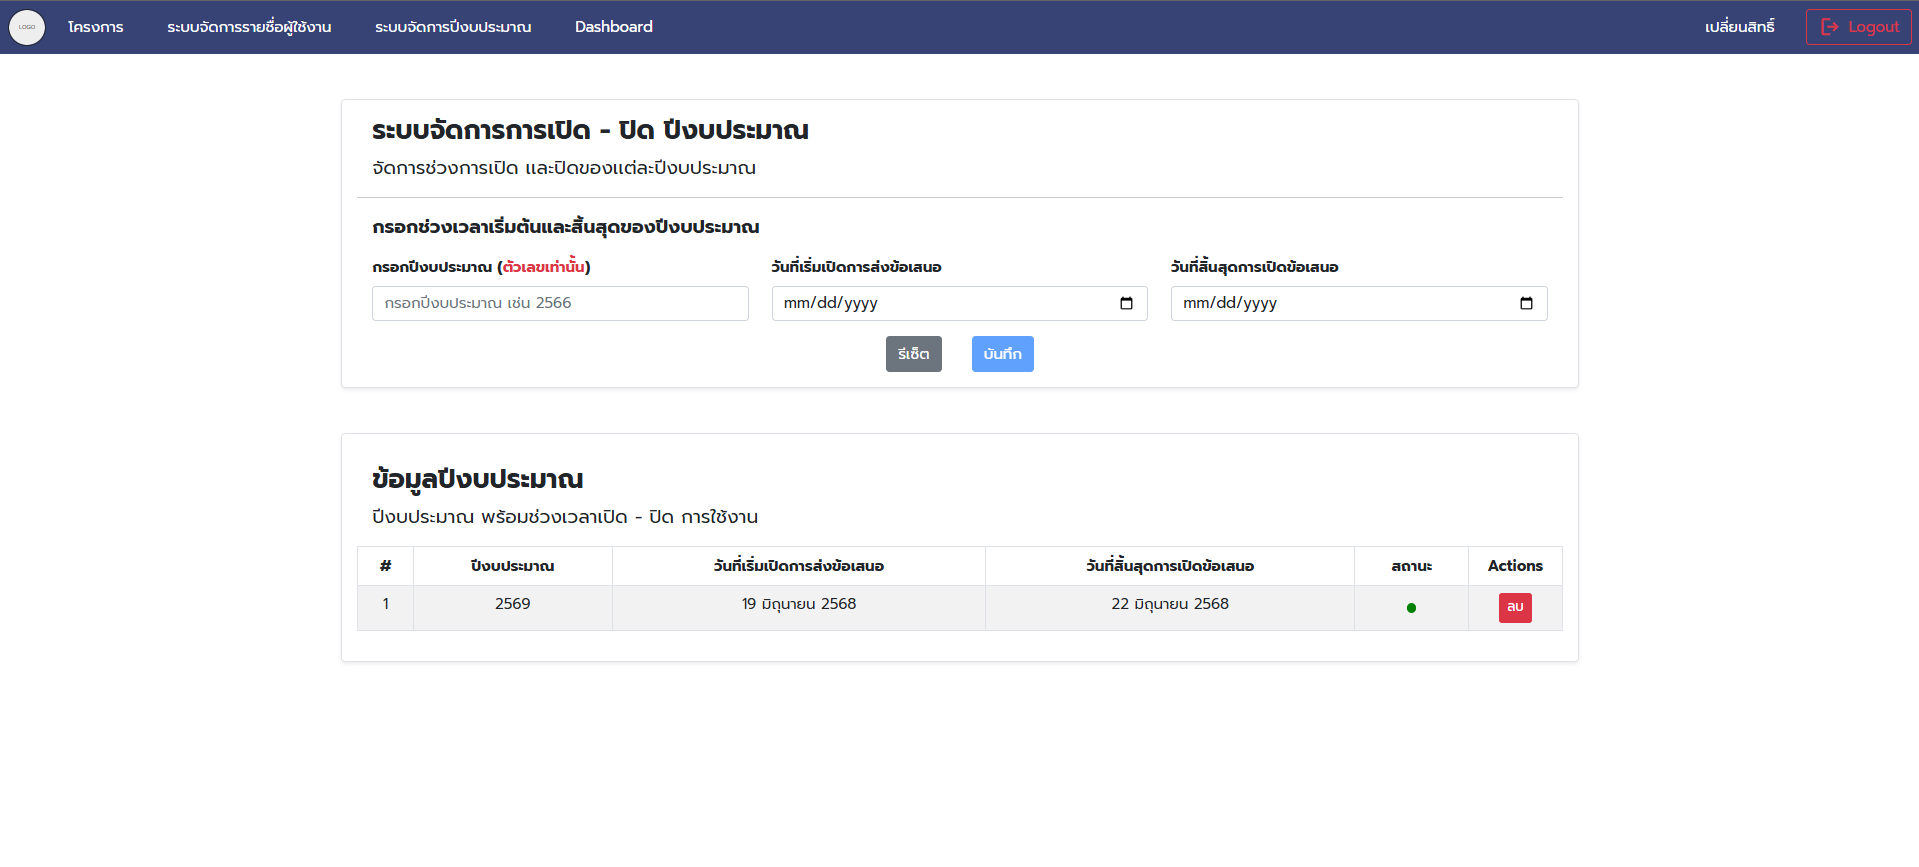 LOGO โครงการ ระบบจัดการรายชื่อผู้ใช้งาน ระบบจัดการปีงบประมาณ Dashboard เปลี่ยนสิทธิ์ Logout
ระบบจัดการการเปิด - ปิด ปีงบประมาณ
จัดการช่วงการเปิด และปิดของแต่ละปีงบประมาณ
กรอกช่วงเวลาเริ่มต้นและสิ้นสุดของปีงบประมาณ
กรอกปีงบประมาณ (ตัวเลขเท่านั้น) วันที่เริ่มเปิดการส่งข้อเสนอ วันที่สิ้นสุดการเปิดข้อเสนอ
กรอกปีงบประมาณ เช่น 2566 mm/dd/yyyy mm/dd/yyyy
รีเซ็ต บันทึก
ข้อมูลปีงบประมาณ
ปีงบประมาณ พร้อมช่วงเวลาเปิด - ปิด การใช้งาน
# ปีงบประมาณ วันที่เริ่มเปิดการส่งข้อเสนอ วันที่สิ้นสุดการเปิดข้อเสนอ สถานะ Actions
1 2569 19 มิถุนายน 2568 22 มิถุนายน 2568 ลบ